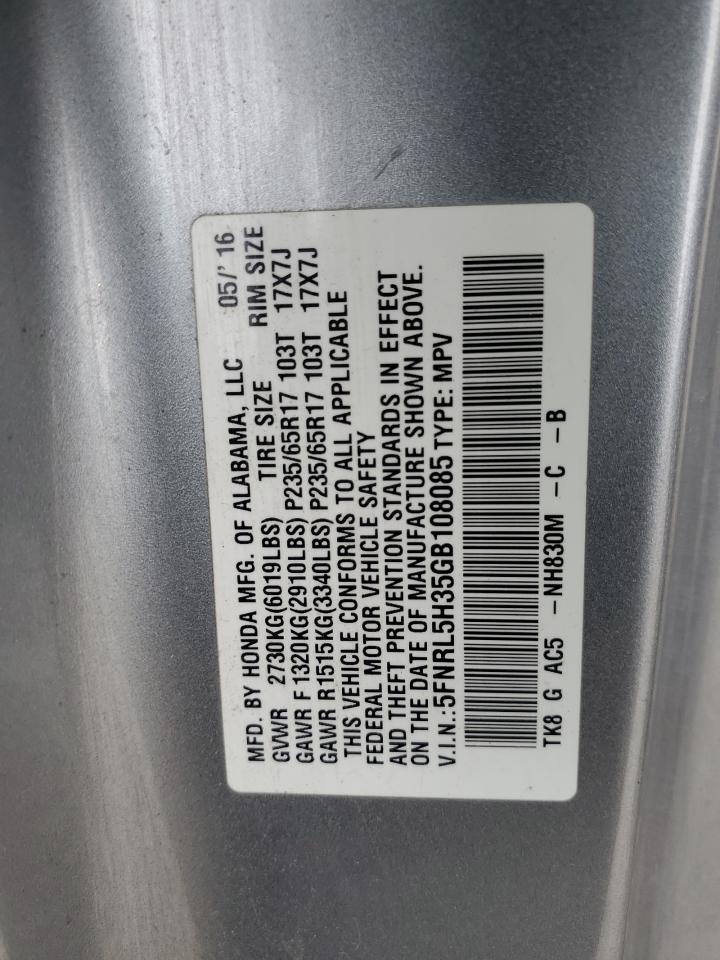 MFD. BY HONDA MFG. OF ALABAMA, LLC 05/' 16
GVWR 2730KG(6019LBS) TIRE SIZE RIM SIZE
GAWR F 1320KG(2910LBS) P235/65R17 103T 17X7J
GAWR R1515KG(3340LBS) P235/65R17 103T 17X7J
THIS VEHICLE CONFORMS TO ALL APPLICABLE
FEDERAL MOTOR VEHICLE SAFETY
AND THEFT PREVENTION STANDARDS IN EFFECT
ON THE DATE OF MANUFACTURE SHOWN ABOVE.
V.I.N.:5FNRL5H35GB108085 TYPE: MPV
TK8 G AC5 -NH830M -C -B